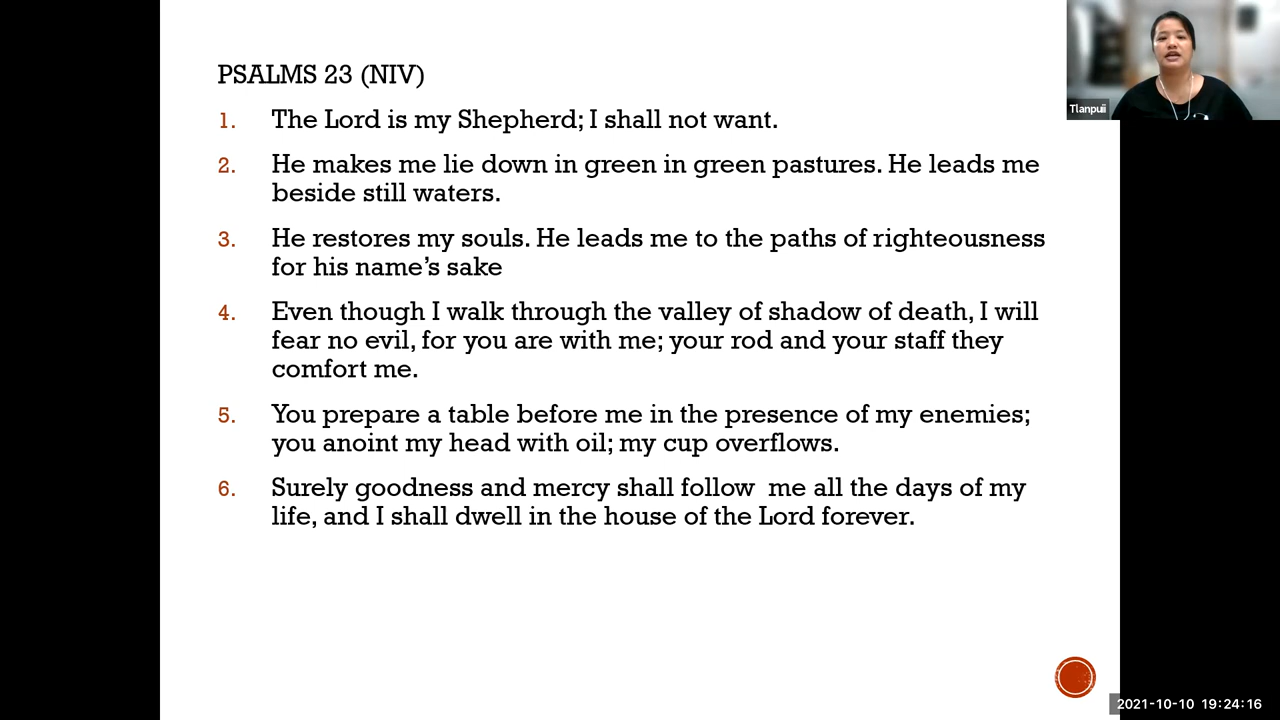 PSALMS 23 (NIV)
1. The Lord is my Shepherd; I shall not want.
2. He makes me lie down in green in green pastures. He leads me
beside still waters.
3. He restores my souls. He leads me to the paths of righteousness
for his name’s sake
4. Even though I walk through the valley of shadow of death, I will
fear no evil, for you are with me; your rod and your staff they
comfort me.
5. You prepare a table before me in the presence of my enemies;
you anoint my head with oil; my cup overflows.
6. Surely goodness and mercy shall follow  me all the days of my
life, and I shall dwell in the house of the Lord forever.
Tlanpuii
2021-10-10 19:24:16